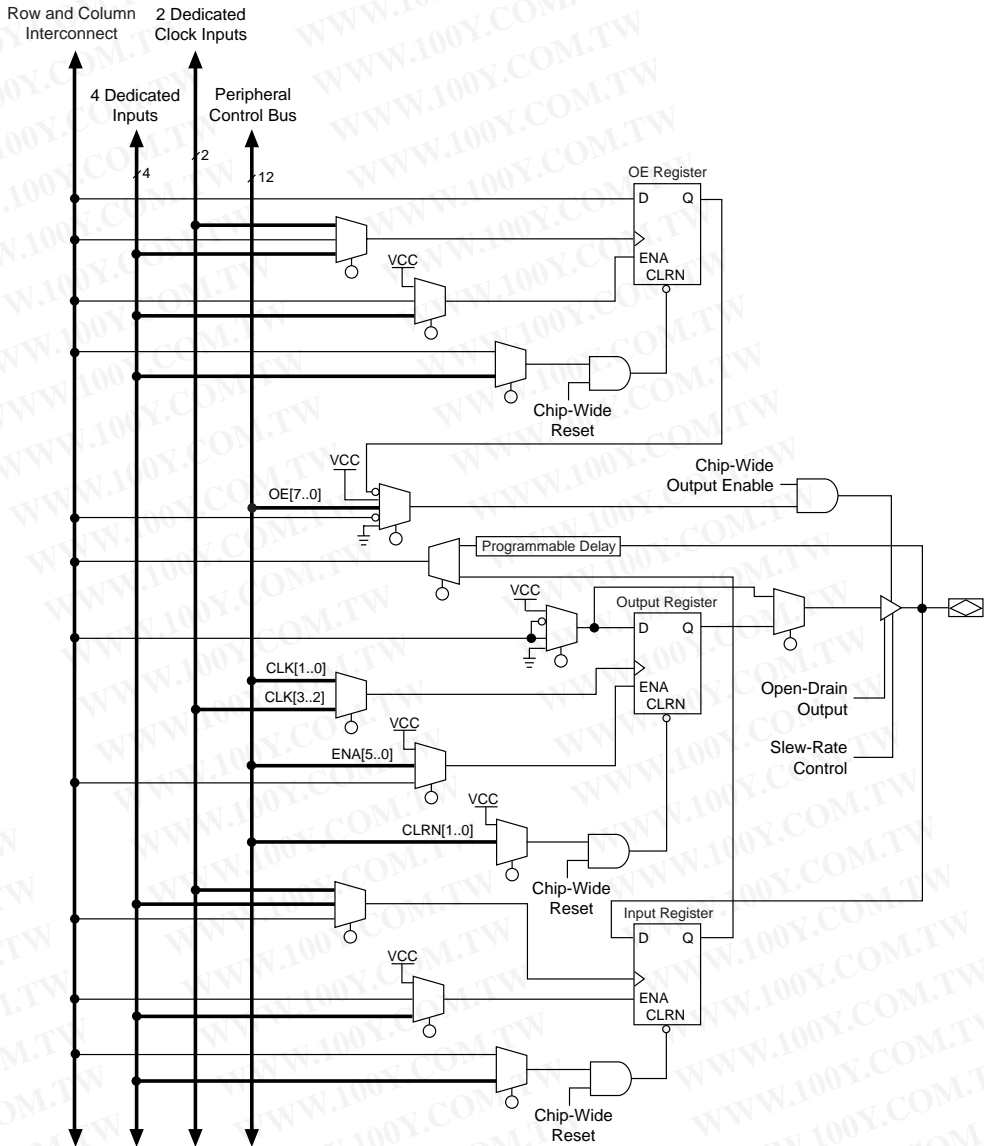 Row and Column
Interconnect
2 Dedicated
Clock Inputs
4 Dedicated
Inputs
Peripheral
Control Bus
2
4
12
OE Register
D Q
ENA
CLRN
VCC
Chip-Wide
Reset
VCC
OE[7..0]
Chip-Wide
Output Enable
Programmable Delay
VCC
Output Register
D Q
ENA
CLRN
CLK[1..0]
CLK[3..2]
Open-Drain
Output
VCC
ENA[5..0]
Slew-Rate
Control
VCC
CLRN[1..0]
Chip-Wide
Reset
Input Register
D Q
ENA
CLRN
VCC
Chip-Wide
Reset
WWW.100Y.COM.TW